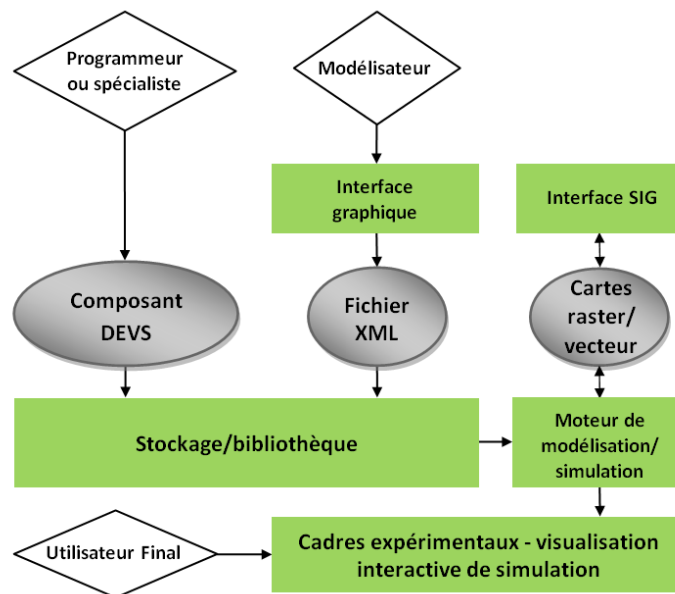 Programmeur
ou spécialiste
Modélisateur
Interface
graphique
Interface SIG
Composant
DEVS
Fichier
XML
Cartes
raster/
vecteur
Stockage/bibliothèque
Moteur de
modélisation/
simulation
Utilisateur Final
Cadres expérimentaux - visualisation
interactive de simulation